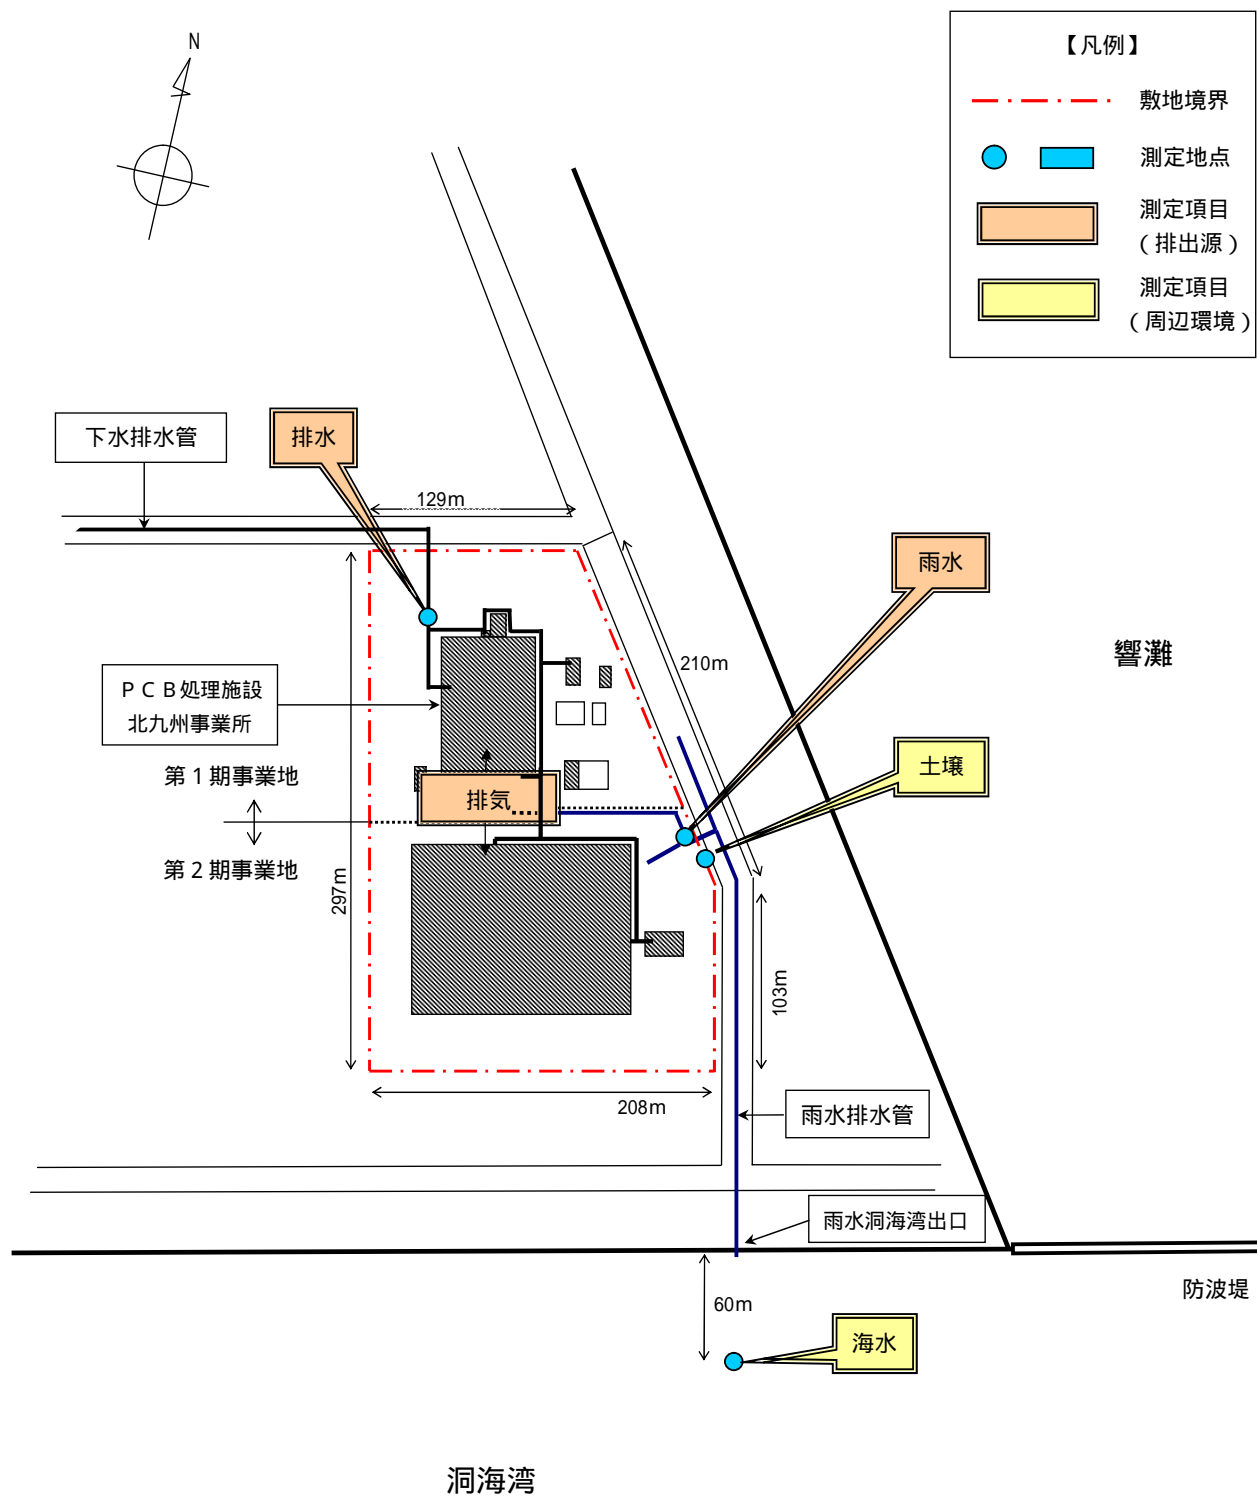 N
【凡例】
敷地境界
測定地点
測定項目
（排出源）
測定項目
（周辺環境）
下水排水管
排水
129m
雨水
響灘
210m
ＰＣＢ処理施設
北九州事業所
土壌
第１期事業地
排気
第２期事業地
297m
103m
208m
雨水排水管
雨水洞海湾出口
防波堤
60m
海水
洞海湾